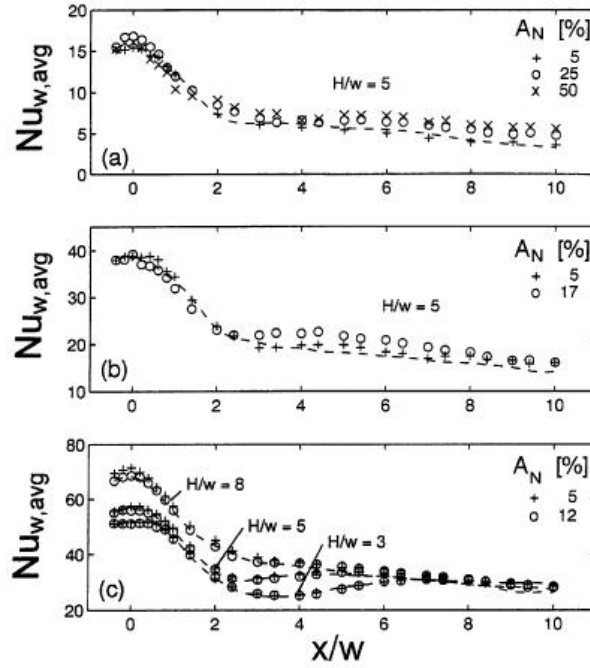 20
15
10
5
0
Nu_w,avg
A_N [%]
+ 5
o 25
x 50
H/w = 5
(a)
0 2 4 6 8 10
40
30
20
10
Nu_w,avg
A_N [%]
+ 5
o 17
H/w = 5
(b)
0 2 4 6 8 10
80
60
40
20
Nu_w,avg
A_N [%]
+ 5
o 12
H/w = 8
H/w = 5
H/w = 3
(c)
0 2 4 6 8 10
x/w